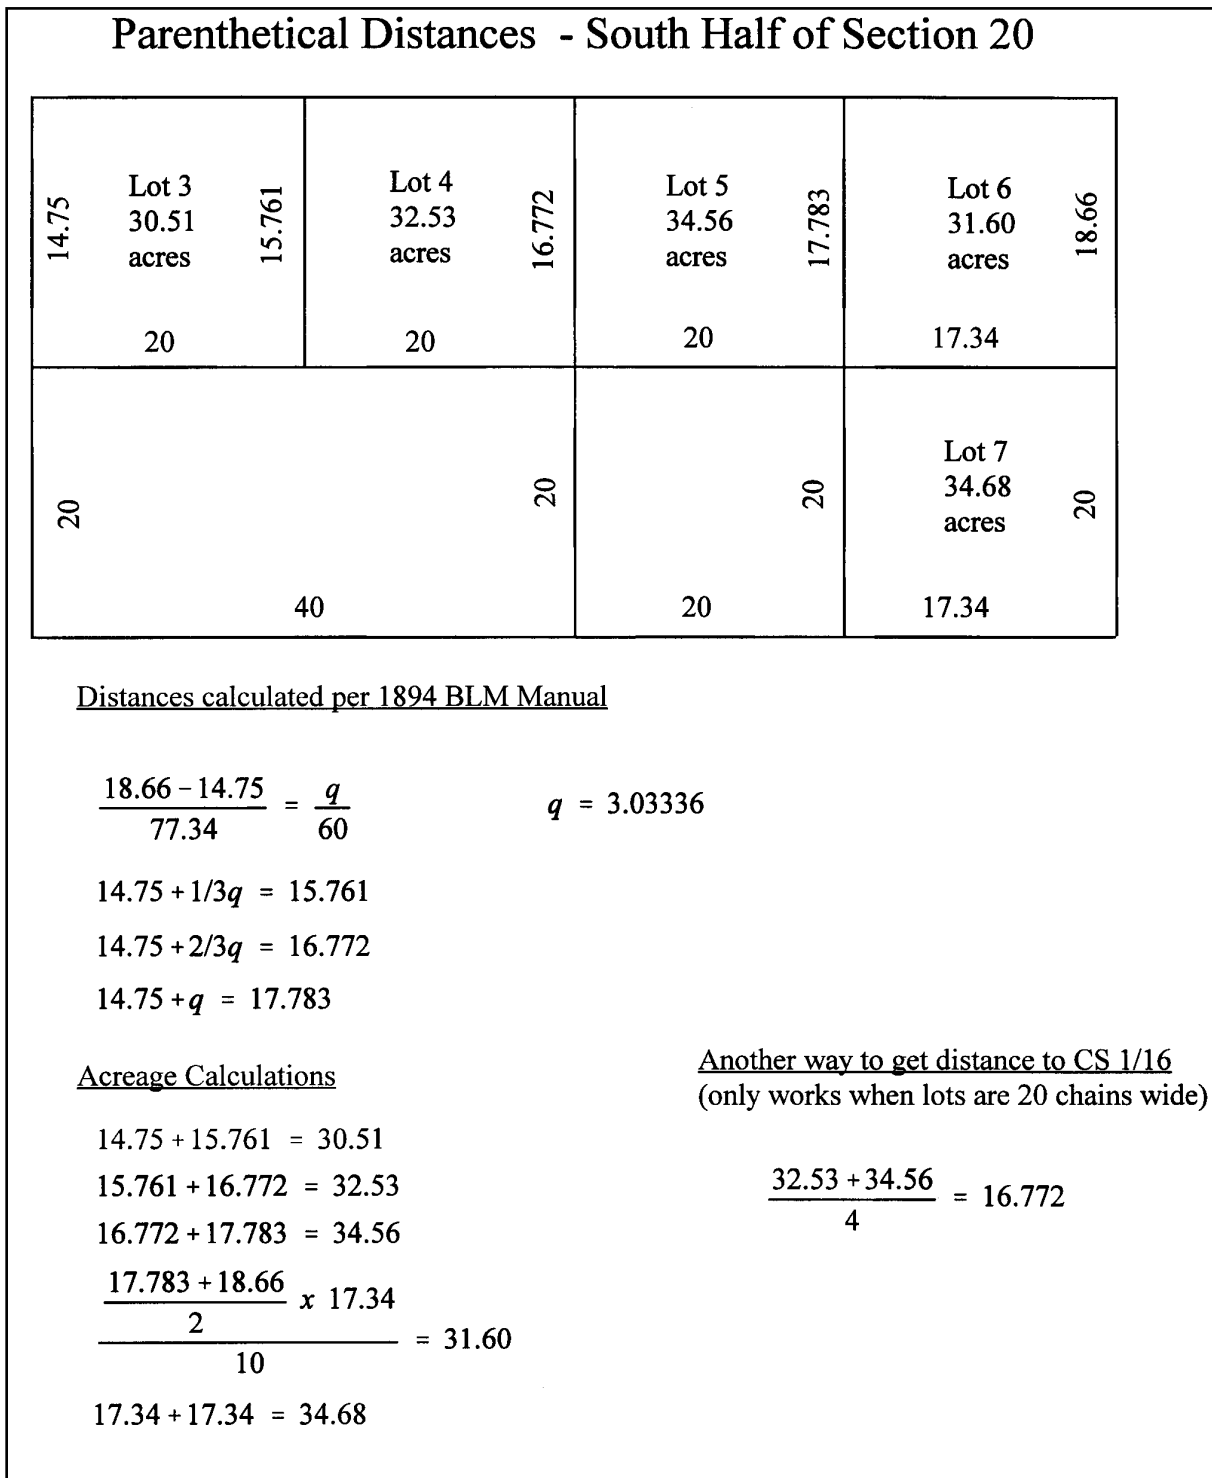 Parenthetical Distances - South Half of Section 20
14.75
Lot 3
30.51
acres
15.761
20
Lot 4
32.53
acres
16.772
20
Lot 5
34.56
acres
17.783
20
Lot 6
31.60
acres
18.66
17.34
20
40
20
20
20
Lot 7
34.68
acres
20
17.34
Distances calculated per 1894 BLM Manual
18.66 − 14.75 / 77.34 = q / 60
q = 3.03336
14.75 + 1/3q = 15.761
14.75 + 2/3q = 16.772
14.75 + q = 17.783
Acreage Calculations
14.75 + 15.761 = 30.51
15.761 + 16.772 = 32.53
16.772 + 17.783 = 34.56
17.783 + 18.66
2
x 17.34
10
= 31.60
17.34 + 17.34 = 34.68
Another way to get distance to CS 1/16
(only works when lots are 20 chains wide)
32.53 + 34.56
4
= 16.772